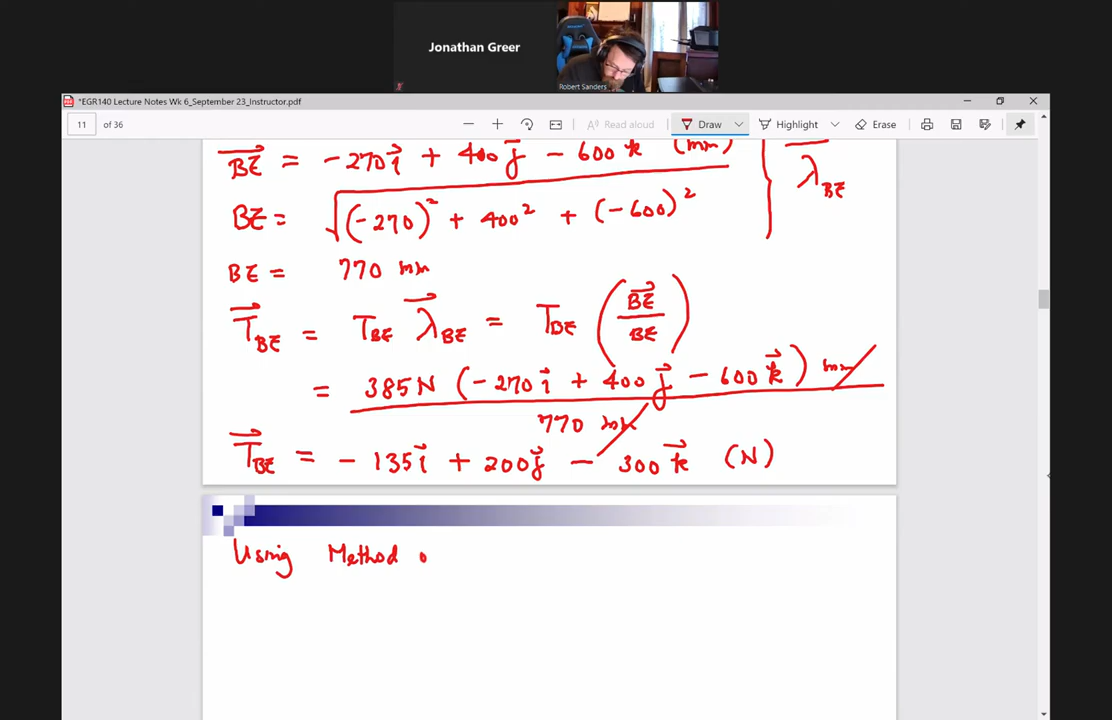 Jonathan Greer
Robert Sanders
*EGR140 Lecture Notes Wk 6_September 23_Instructor.pdf
11 of 36
Read aloud
Draw
Highlight
Erase
BE = -270i + 400j - 600k (mm)
λBE
BE = √(-270)² + 400² + (-600)²
BE = 770 mm
TBE = TBE λBE = TBE (BE/BE)
= 385N (-270i + 400j - 600k) mm
770 mm
TBE = -135i + 200j - 300k (N)
Using Method o